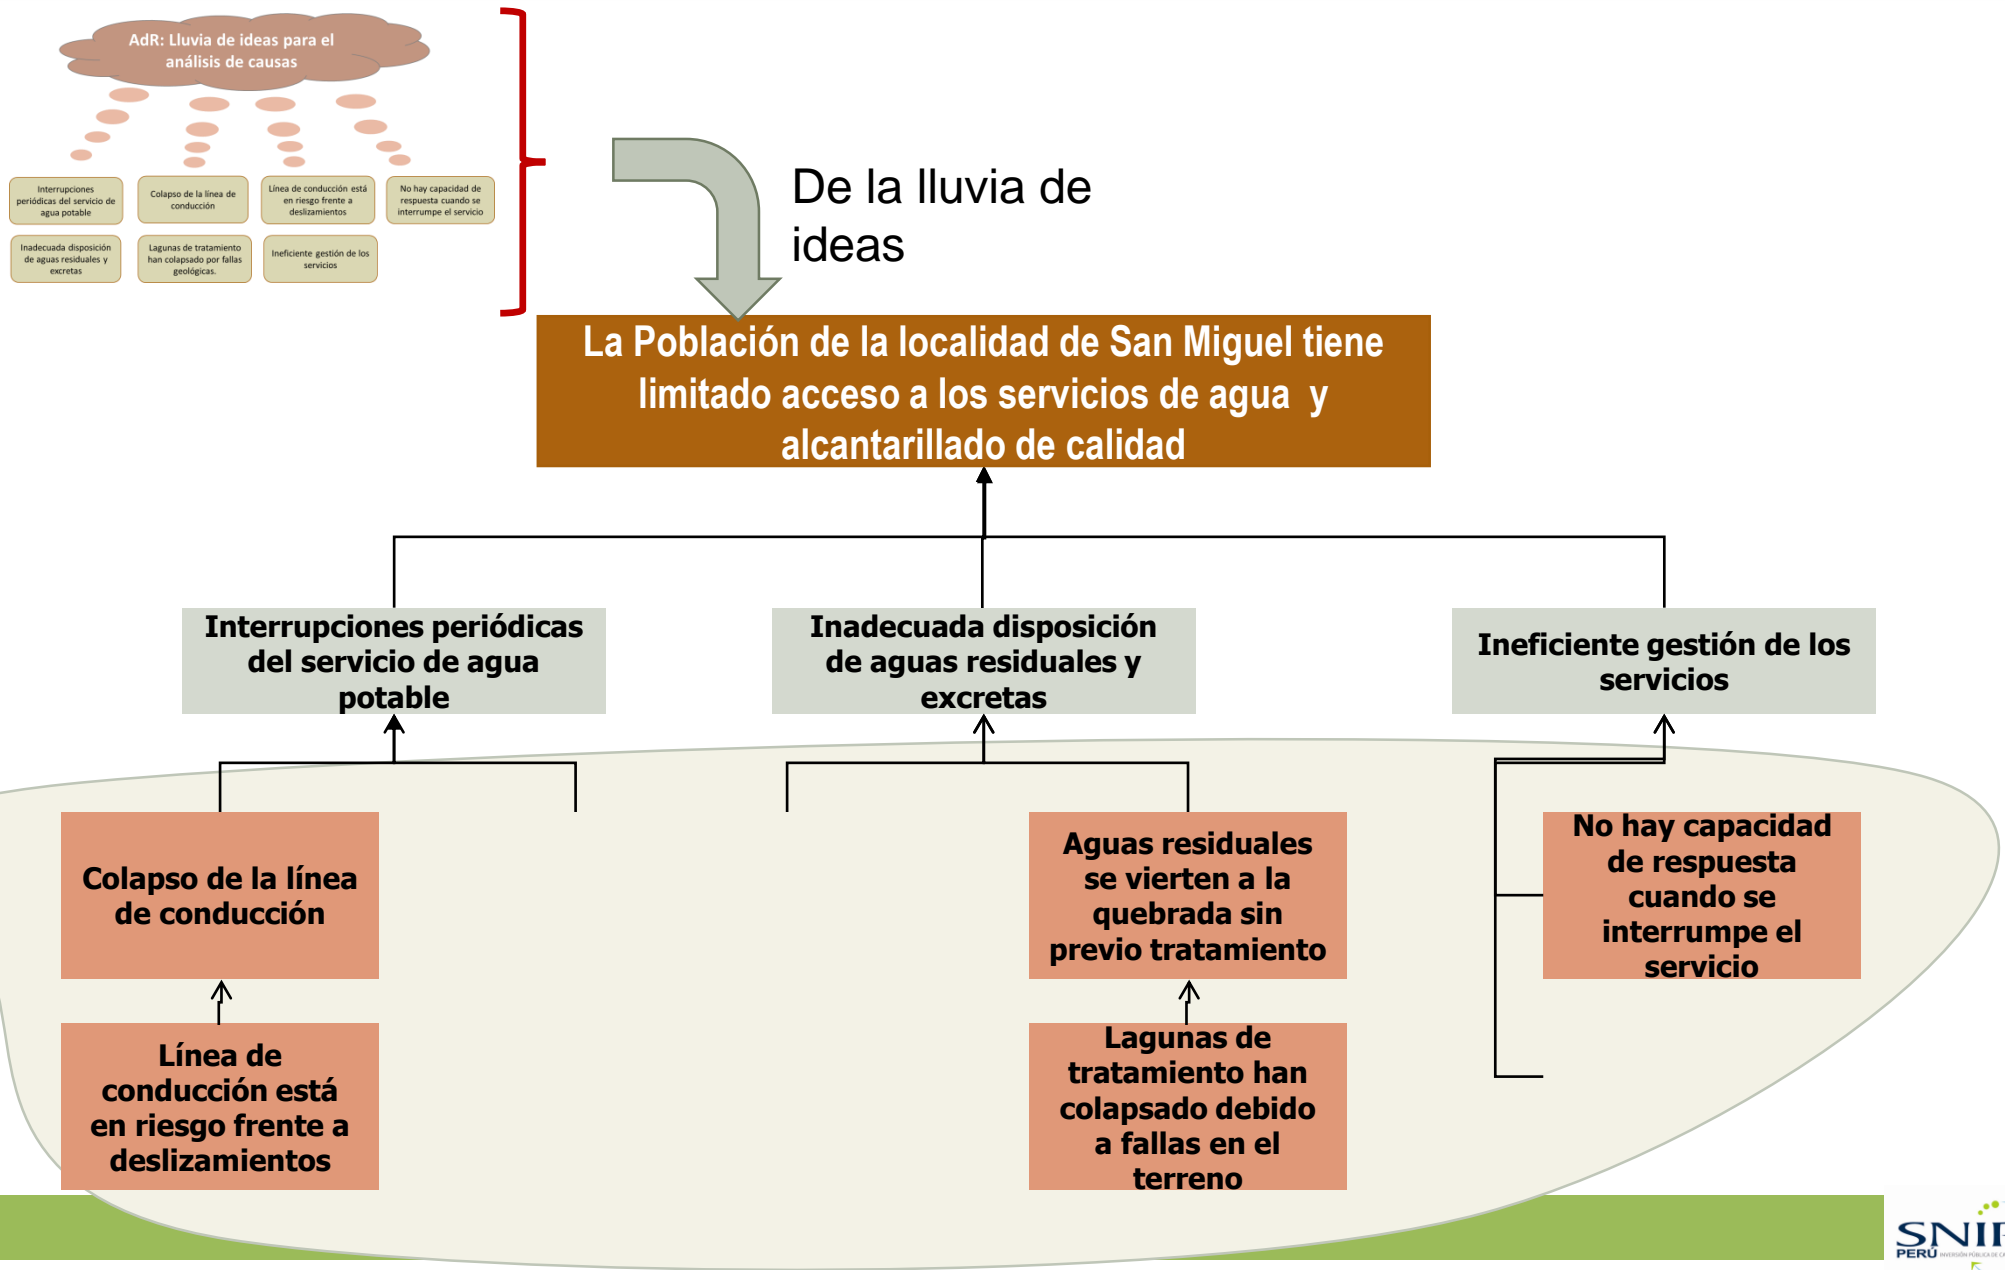 AdR: Lluvia de ideas para el
análisis de causas
Interrupciones
periódicas del servicio de
agua potable
Colapso de la línea de
conducción
Línea de conducción está
en riesgo frente a
deslizamientos
No hay capacidad de
respuesta cuando se
interrumpe el servicio
Inadecuada disposición
de aguas residuales y
excretas
Lagunas de tratamiento
han colapsado por fallas
geológicas.
Ineficiente gestión de los
servicios
De la lluvia de
ideas
La Población de la localidad de San Miguel tiene
limitado acceso a los servicios de agua y
alcantarillado de calidad
Interrupciones periódicas
del servicio de agua
potable
Inadecuada disposición
de aguas residuales y
excretas
Ineficiente gestión de los
servicios
Colapso de la línea
de conducción
Aguas residuales
se vierten a la
quebrada sin
previo tratamiento
No hay capacidad
de respuesta
cuando se
interrumpe el
servicio
Línea de
conducción está
en riesgo frente a
deslizamientos
Lagunas de
tratamiento han
colapsado debido
a fallas en el
terreno
SNI
PERÚ INVERSIÓN PÚBLICA DE